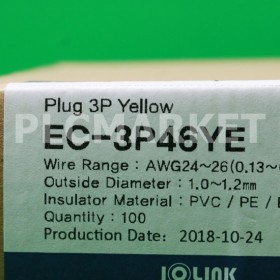 PLCMARKET
Plug 3P Yellow
EC-3P46YE
Wire Range : AWG24~26(0.13~
Outside Diameter : 1.0~1.2mm
Insulator Material : PVC / PE /
Quantity : 100
Production Date: 2018-10-24
IOLINK